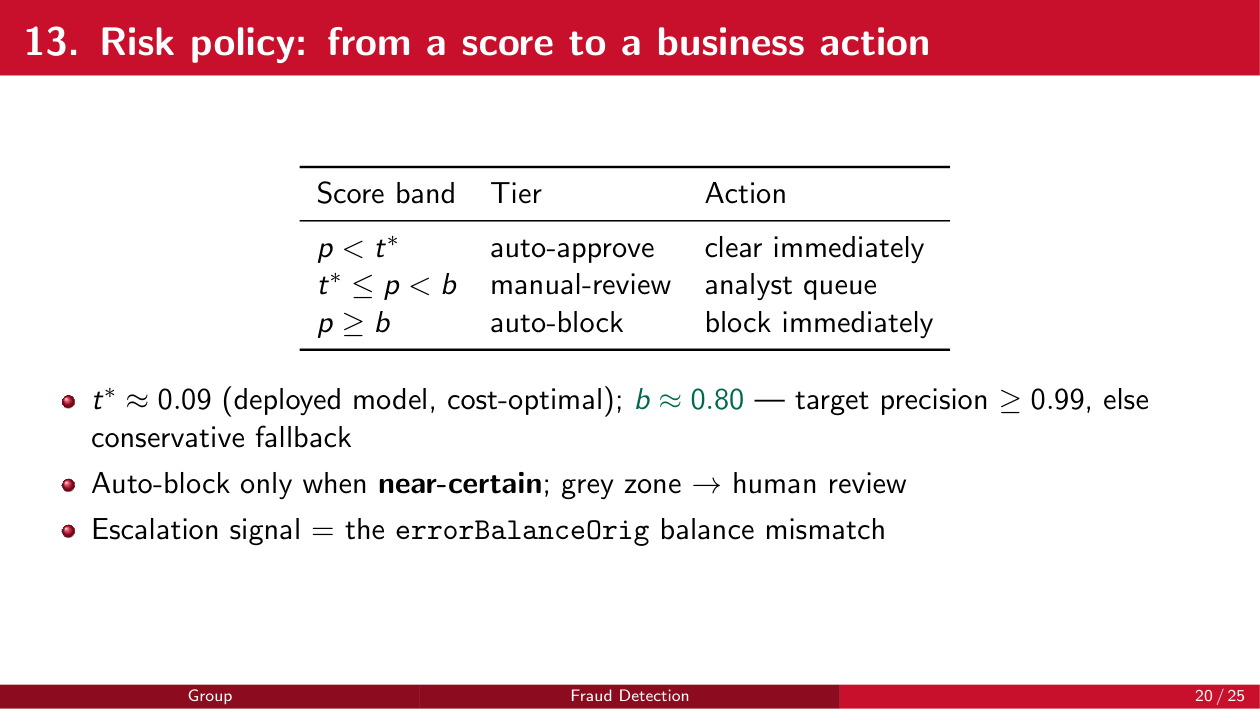 13. Risk policy: from a score to a business action
Score band Tier Action
p < t* auto-approve clear immediately
t* ≤ p < b manual-review analyst queue
p ≥ b auto-block block immediately
t* ≈ 0.09 (deployed model, cost-optimal); b ≈ 0.80 — target precision ≥ 0.99, else
conservative fallback
Auto-block only when near-certain; grey zone → human review
Escalation signal = the errorBalanceOrig balance mismatch
Group Fraud Detection 20 / 25